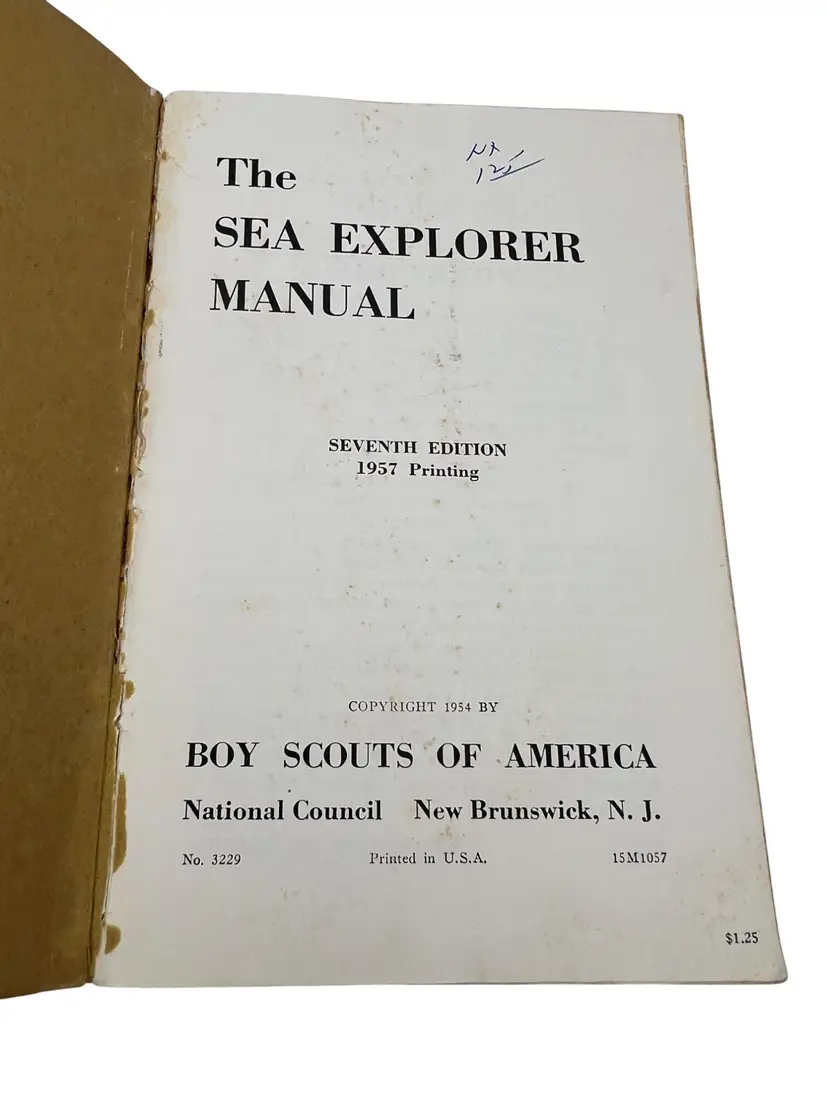 The
SEA EXPLORER
MANUAL
SEVENTH EDITION
1957 Printing
COPYRIGHT 1954 BY
BOY SCOUTS OF AMERICA
National Council New Brunswick, N. J.
No. 3229 Printed in U.S.A. 15M1057
$1.25